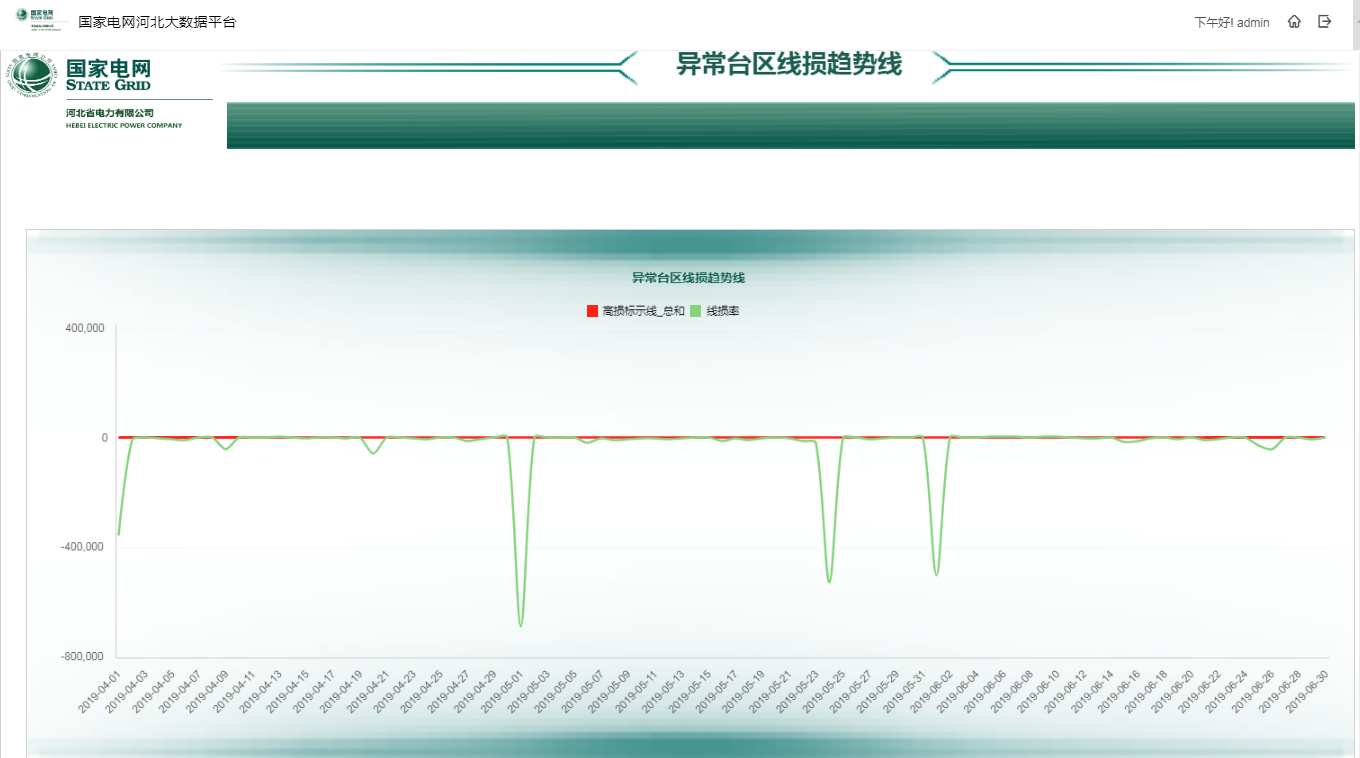 国家电网河北大数据平台
下午好! admin
国家电网
STATE GRID
河北省电力有限公司
HEBEI ELECTRIC POWER COMPANY
异常台区线损趋势线
异常台区线损趋势线
高损标示线_总和 线损率
400,000
0
-400,000
-800,000
2019-04-01 2019-04-03 2019-04-05 2019-04-07 2019-04-09 2019-04-11 2019-04-13 2019-04-15 2019-04-17 2019-04-19 2019-04-21 2019-04-23 2019-04-25 2019-04-27 2019-04-29 2019-05-01 2019-05-03 2019-05-05 2019-05-07 2019-05-09 2019-05-11 2019-05-13 2019-05-15 2019-05-17 2019-05-19 2019-05-21 2019-05-23 2019-05-25 2019-05-27 2019-05-29 2019-05-31 2019-06-02 2019-06-04 2019-06-06 2019-06-08 2019-06-10 2019-06-12 2019-06-14 2019-06-16 2019-06-18 2019-06-20 2019-06-22 2019-06-24 2019-06-26 2019-06-28 2019-06-30